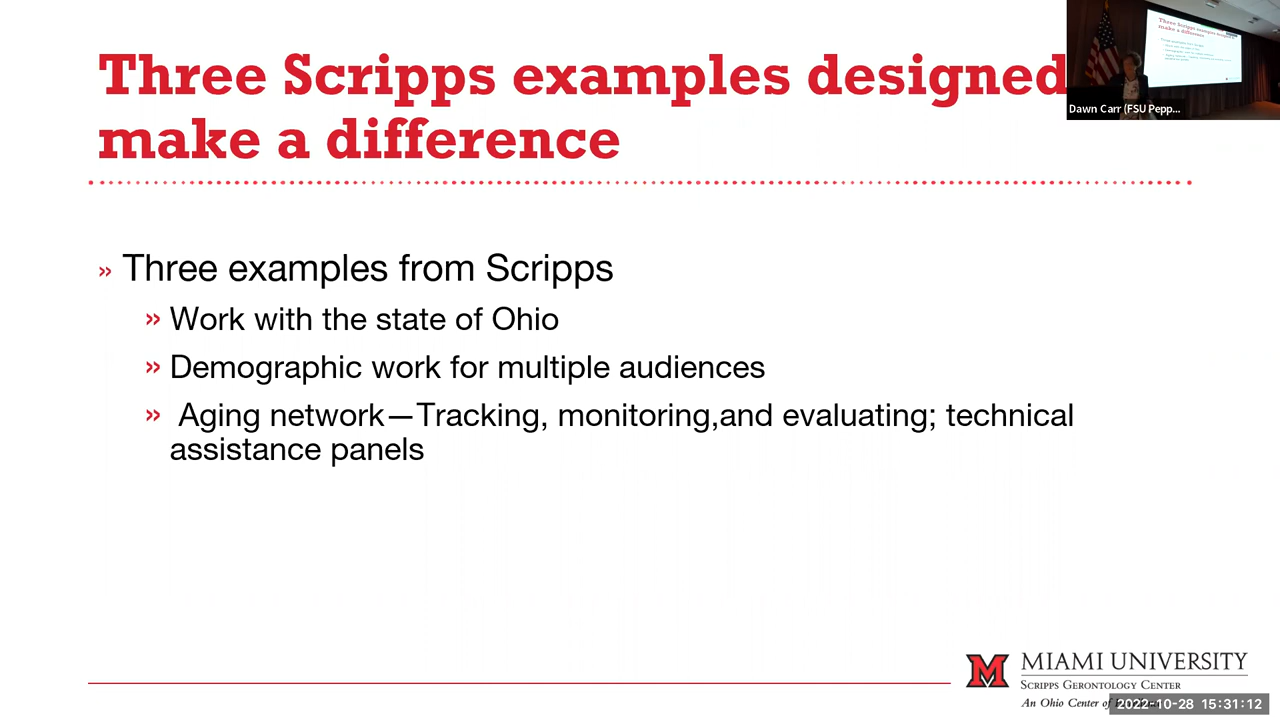 Three Scripps examples designed
make a difference
Dawn Carr (FSU Pepp...
» Three examples from Scripps
» Work with the state of Ohio
» Demographic work for multiple audiences
» Aging network—Tracking, monitoring,and evaluating; technical
assistance panels
M MIAMI UNIVERSITY
SCRIPPS GERONTOLOGY CENTER
An Ohio Center of
2022-10-28 15:31:12